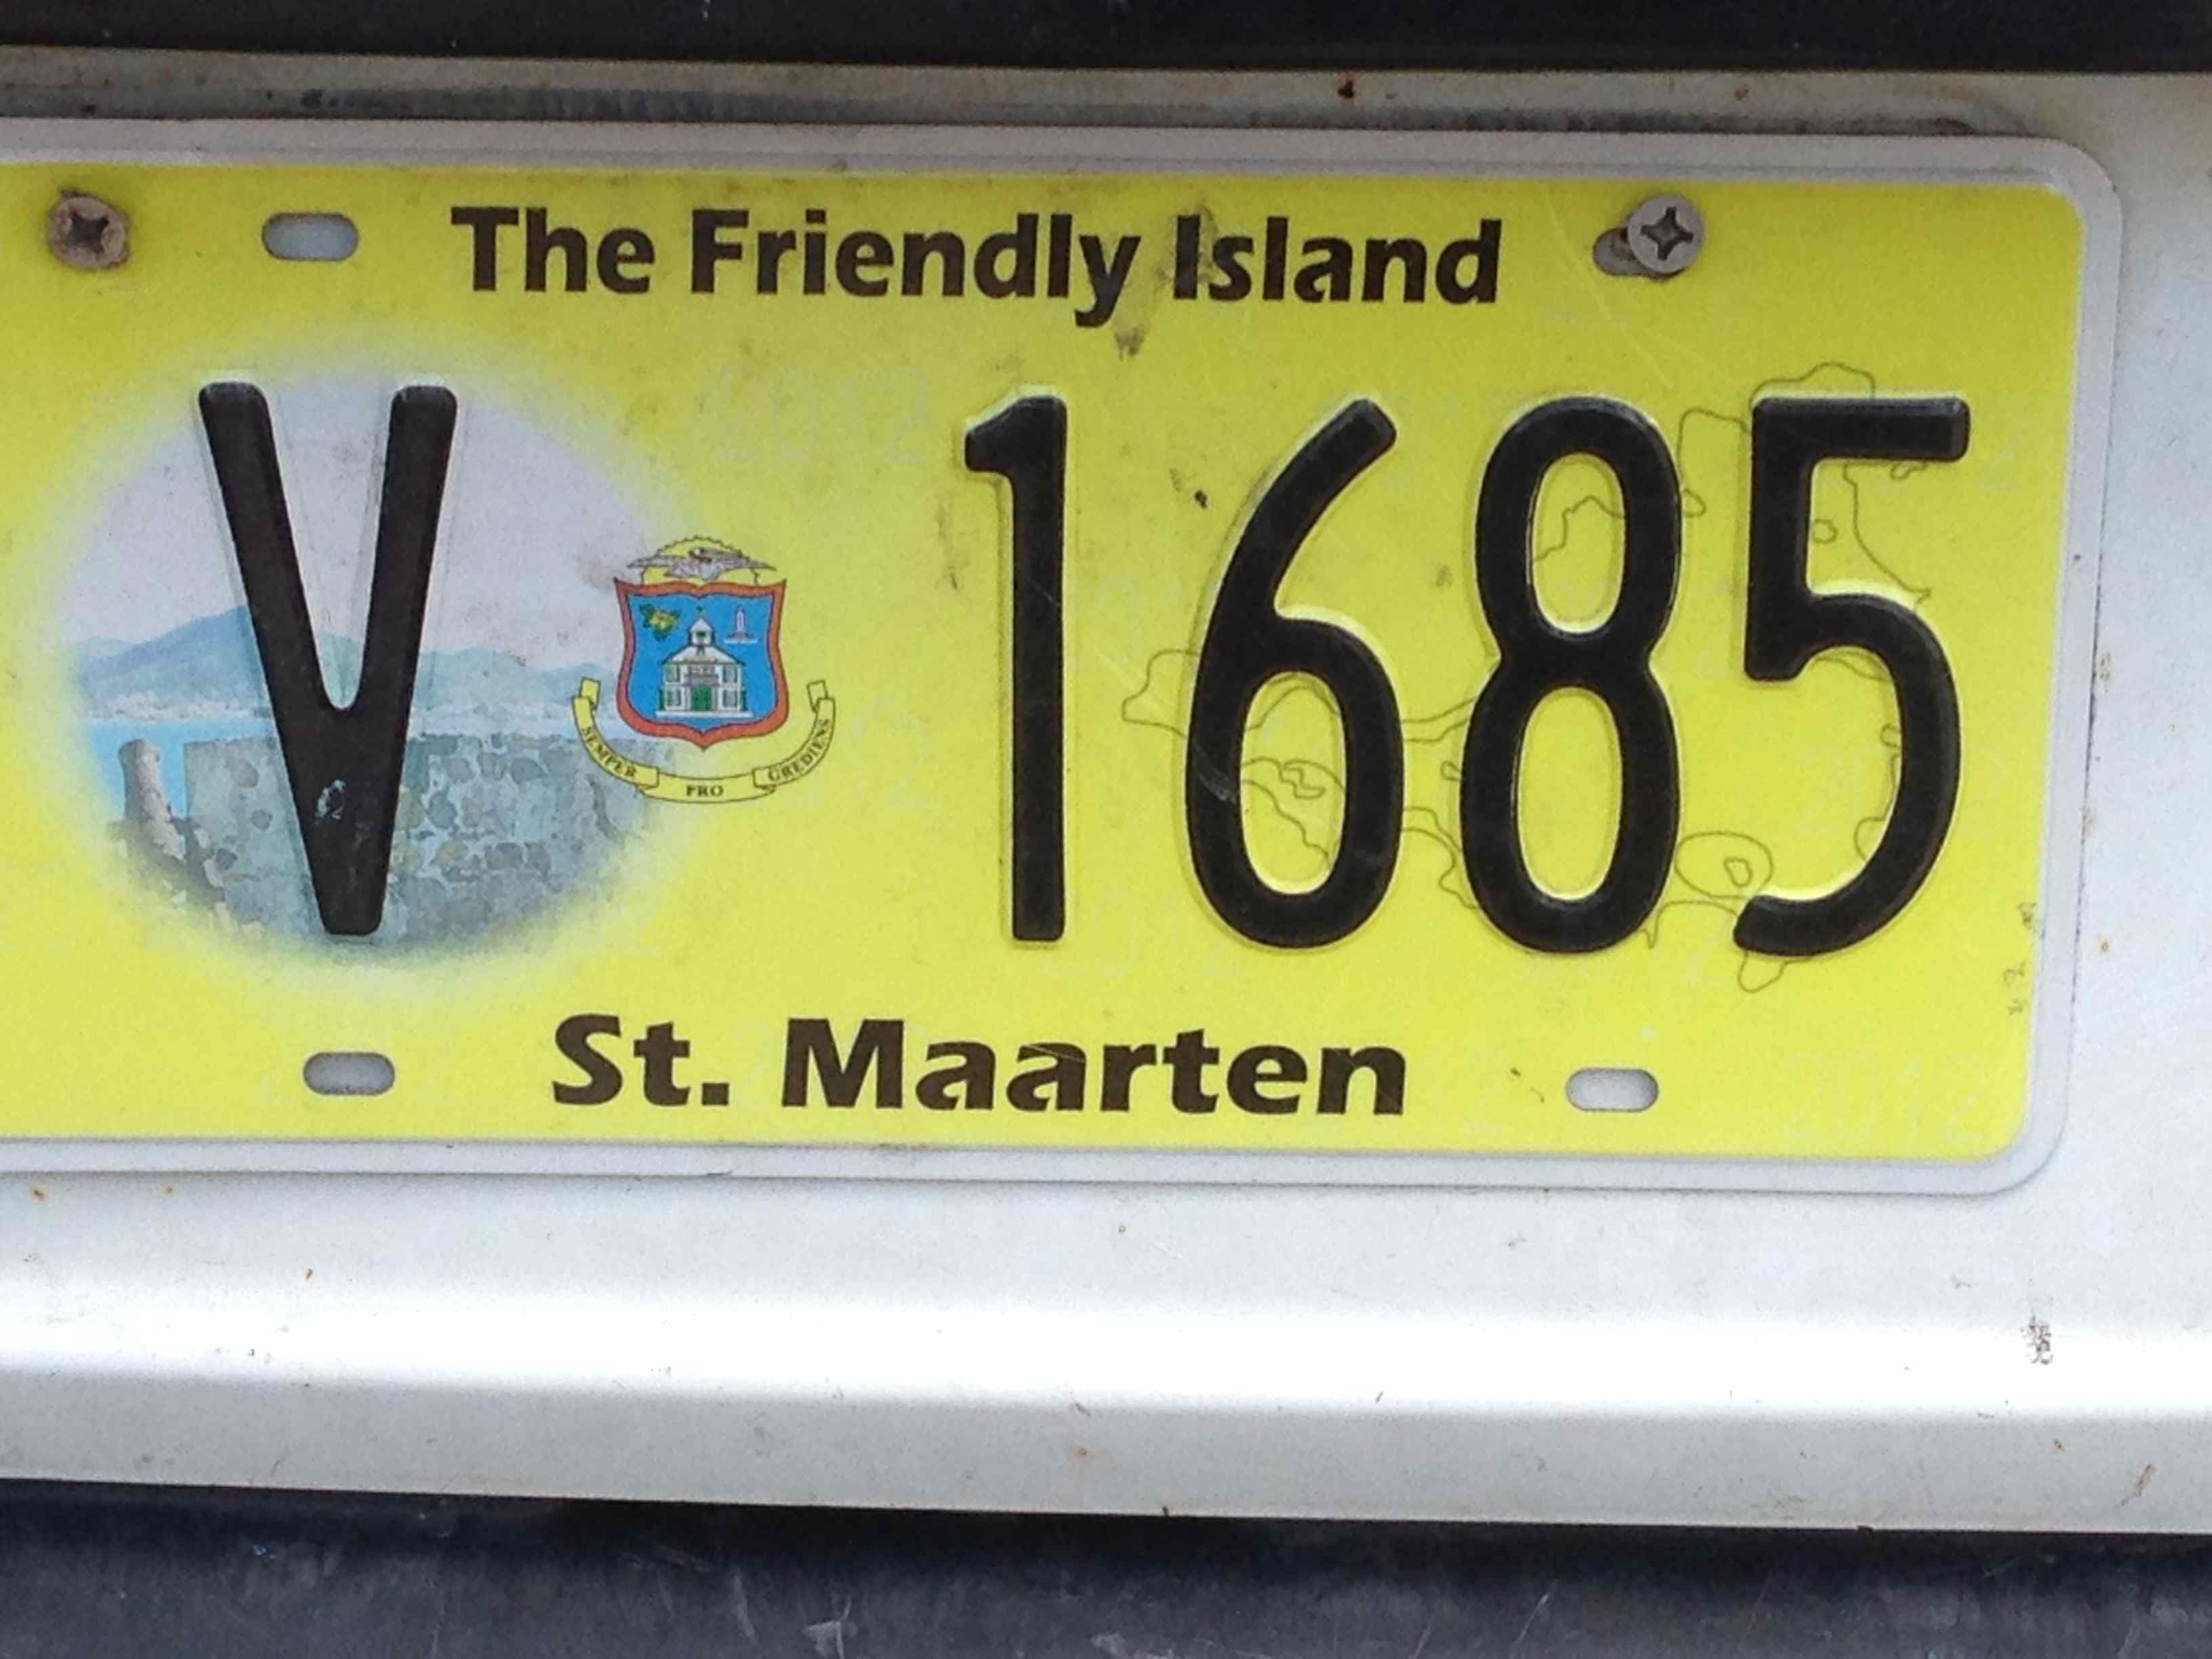 The Friendly Island
V 1685
SEMPER PRO GREDIENS
St. Maarten